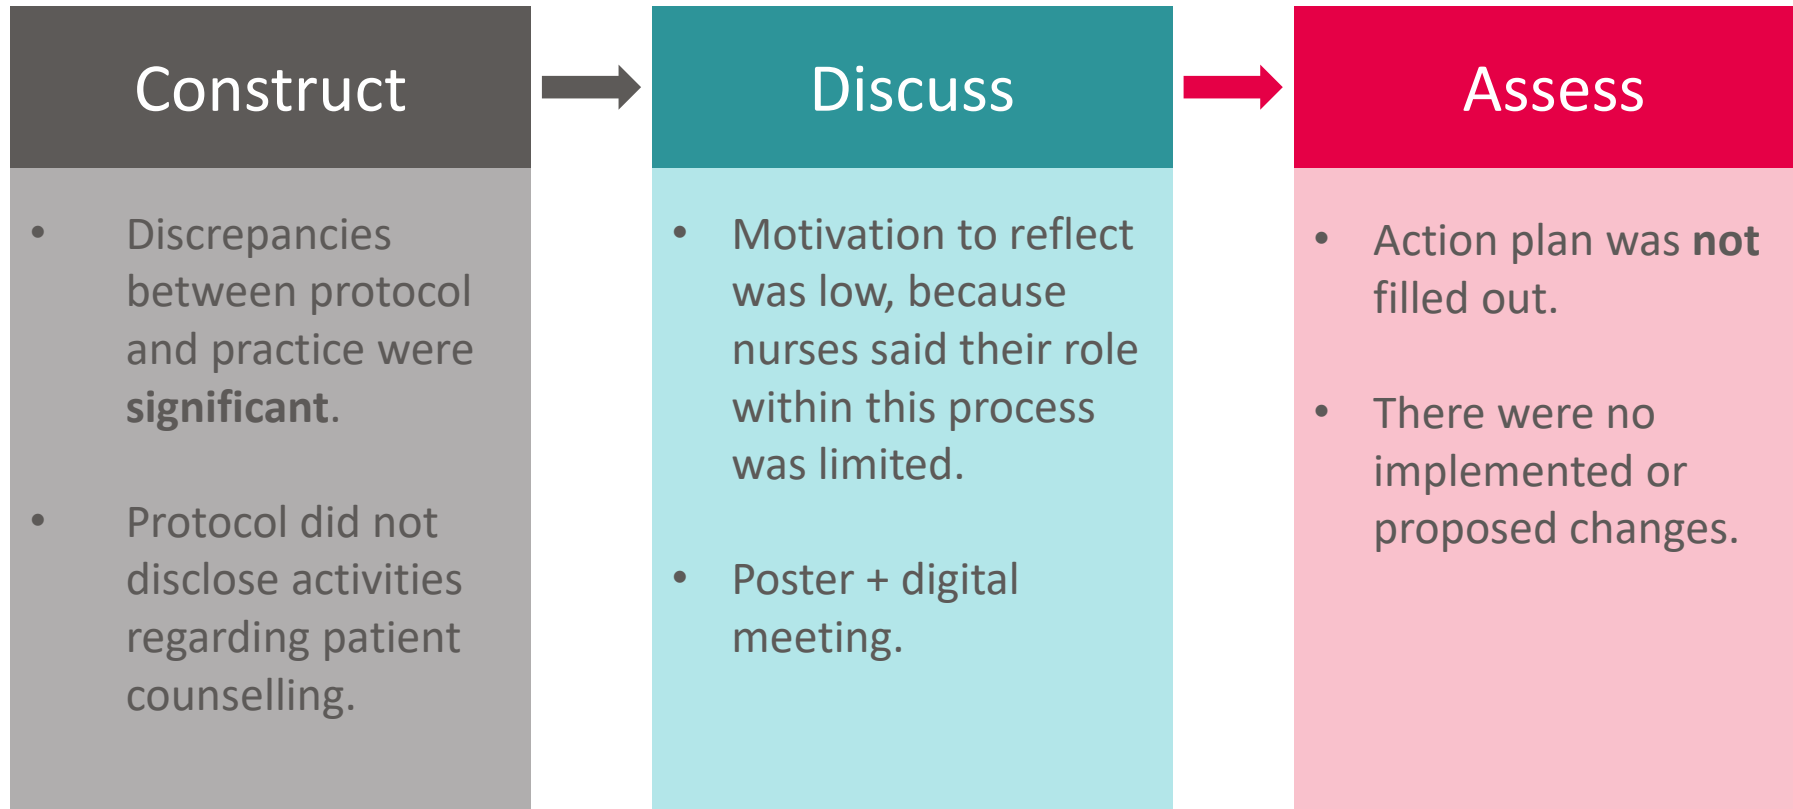 Construct
• Discrepancies
between protocol
and practice were
significant.
• Protocol did not
disclose activities
regarding patient
counselling.
Discuss
• Motivation to reflect
was low, because
nurses said their role
within this process
was limited.
• Poster + digital
meeting.
Assess
• Action plan was not
filled out.
• There were no
implemented or
proposed changes.